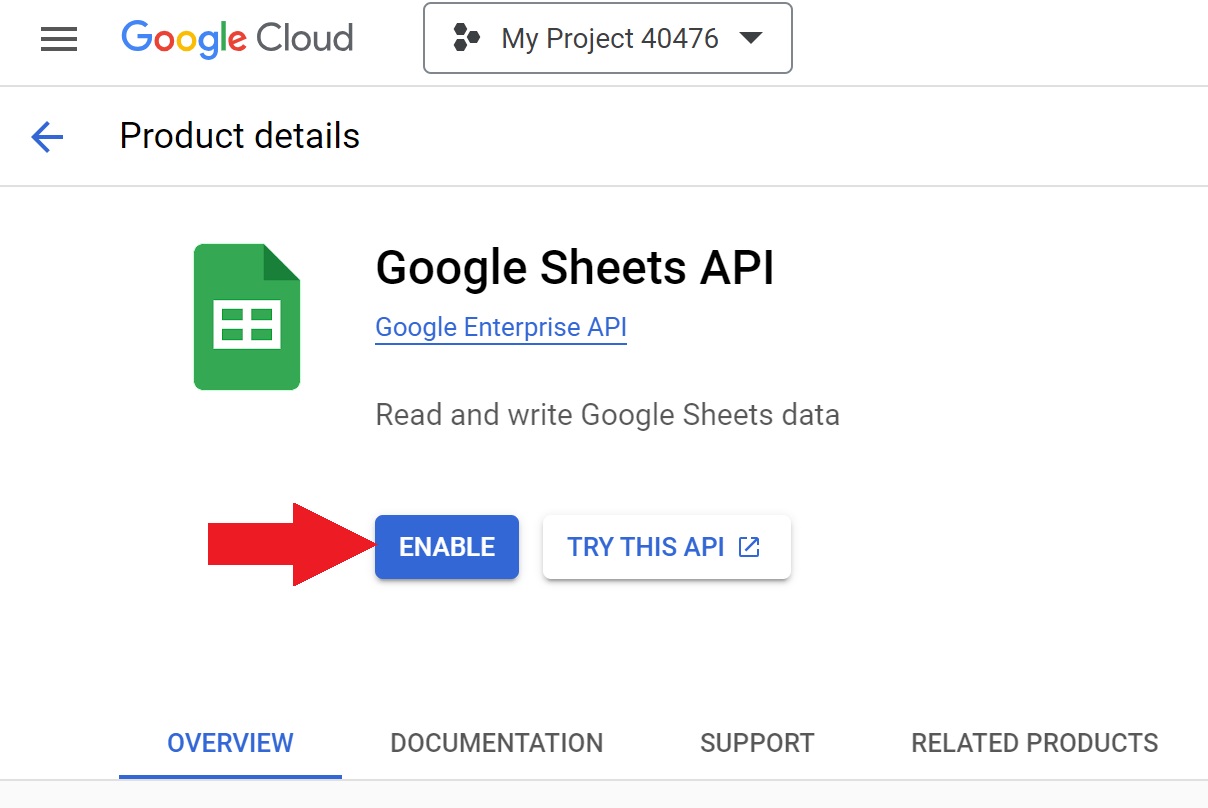 Google Cloud
My Project 40476
Product details
Google Sheets API
Google Enterprise API
Read and write Google Sheets data
ENABLE
TRY THIS API
OVERVIEW
DOCUMENTATION
SUPPORT
RELATED PRODUCTS